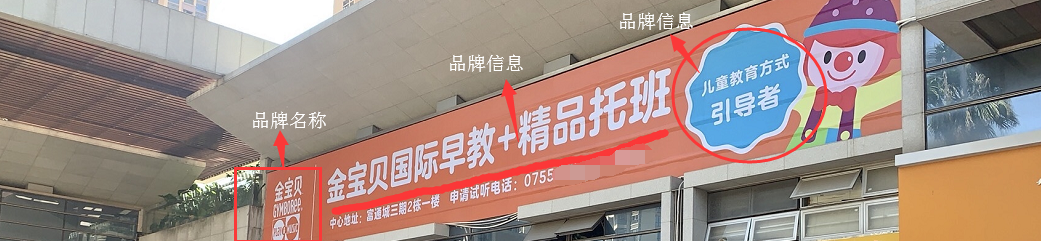 品牌信息
品牌信息
品牌名称
儿童教育方式
引导者
金宝贝国际早教+精品托班
中心地址：富通城三期2栋一楼 申请试听电话：0755
金宝贝
GYMBOREE
PLAY & MUSIC